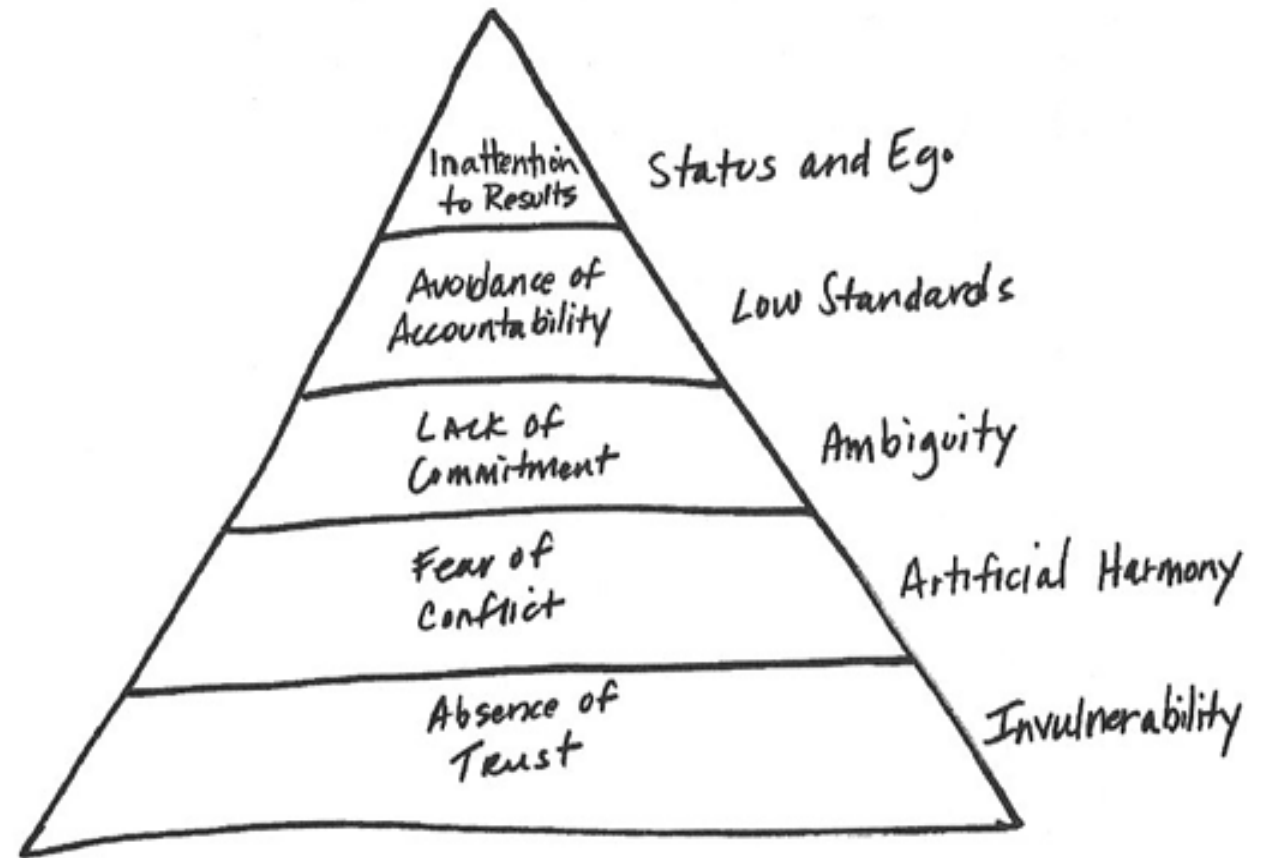 Inattention
to Results
Status and Ego
Avoidance of
Accountability
Low Standards
Lack of
Commitment
Ambiguity
Fear of
Conflict
Artificial Harmony
Absence of
Trust
Invulnerability